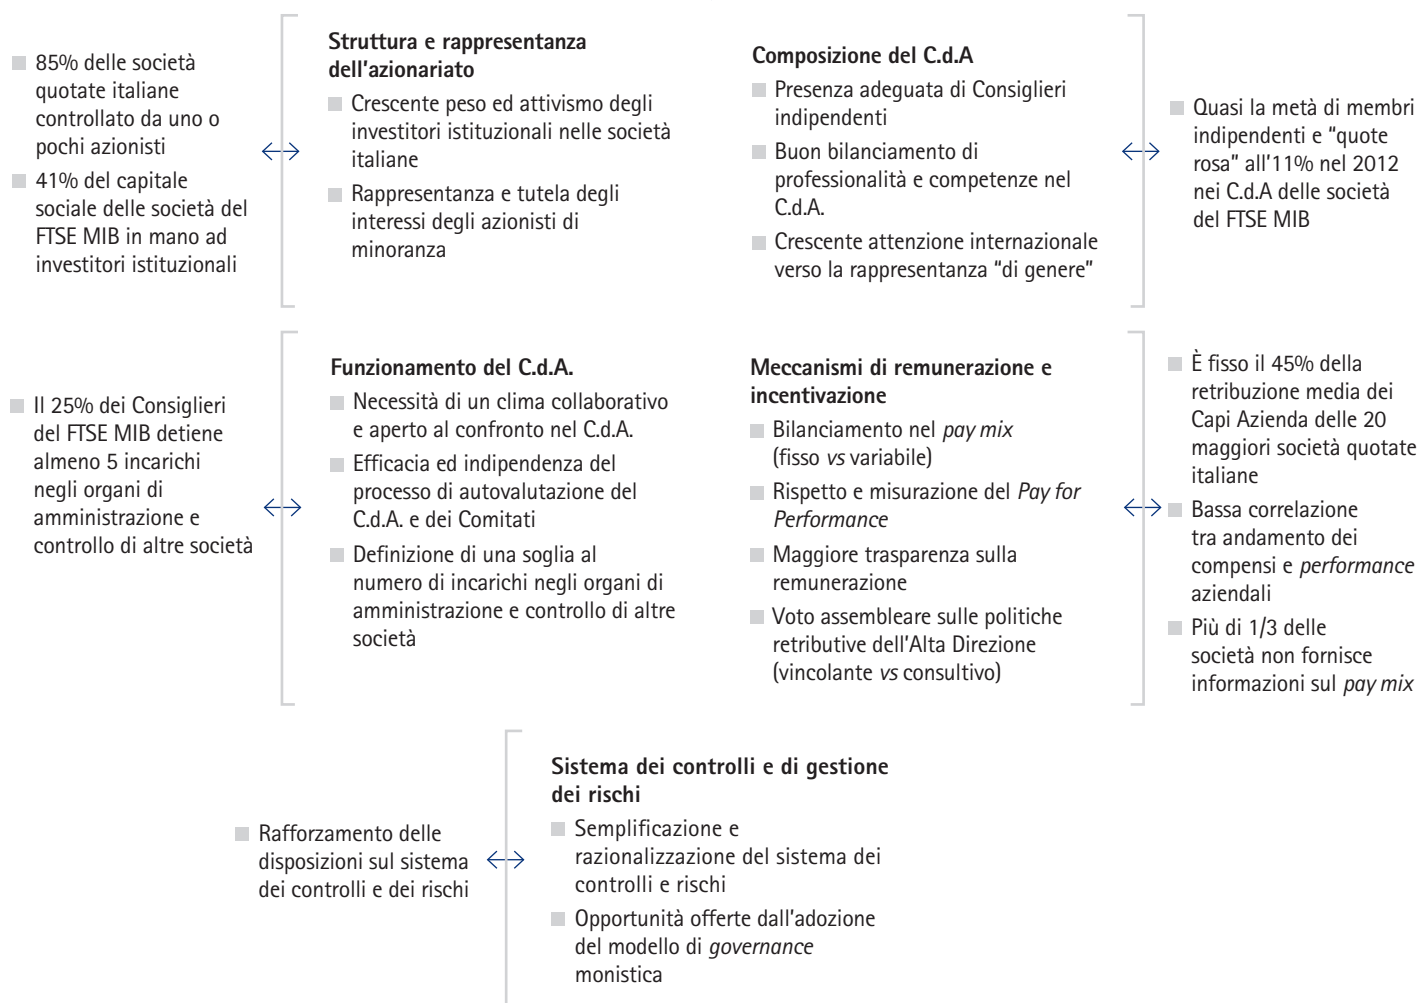 85% delle società
quotate italiane
controllato da uno o
pochi azionisti
41% del capitale
sociale delle società del
FTSE MIB in mano ad
investitori istituzionali
Struttura e rappresentanza
dell'azionariato
Crescente peso ed attivismo degli
investitori istituzionali nelle società
italiane
Rappresentanza e tutela degli
interessi degli azionisti di
minoranza
Composizione del C.d.A
Presenza adeguata di Consiglieri
indipendenti
Buon bilanciamento di
professionalità e competenze nel
C.d.A.
Crescente attenzione internazionale
verso la rappresentanza "di genere"
Quasi la metà di membri
indipendenti e "quote
rosa" all'11% nel 2012
nei C.d.A delle società
del FTSE MIB
Il 25% dei Consiglieri
del FTSE MIB detiene
almeno 5 incarichi
negli organi di
amministrazione e
controllo di altre società
Funzionamento del C.d.A.
Necessità di un clima collaborativo
e aperto al confronto nel C.d.A.
Efficacia ed indipendenza del
processo di autovalutazione del
C.d.A. e dei Comitati
Definizione di una soglia al
numero di incarichi negli organi di
amministrazione e controllo di altre
società
Meccanismi di remunerazione e
incentivazione
Bilanciamento nel pay mix
(fisso vs variabile)
Rispetto e misurazione del Pay for
Performance
Maggiore trasparenza sulla
remunerazione
Voto assembleare sulle politiche
retributive dell'Alta Direzione
(vincolante vs consultivo)
È fisso il 45% della
retribuzione media dei
Capi Azienda delle 20
maggiori società quotate
italiane
Bassa correlazione
tra andamento dei
compensi e performance
aziendali
Più di 1/3 delle
società non fornisce
informazioni sul pay mix
Rafforzamento delle
disposizioni sul sistema
dei controlli e dei rischi
Sistema dei controlli e di gestione
dei rischi
Semplificazione e
razionalizzazione del sistema dei
controlli e rischi
Opportunità offerte dall'adozione
del modello di governance
monistica